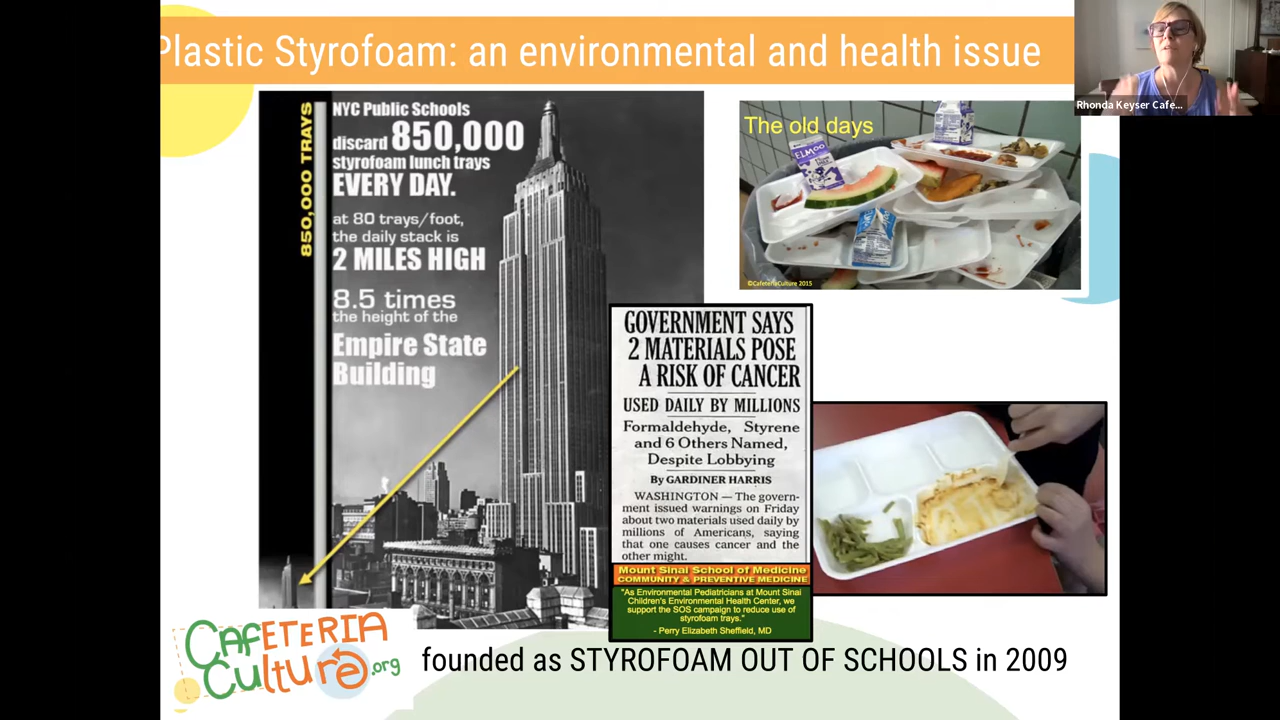 Plastic Styrofoam: an environmental and health issue
Rhonda Keyser Cafe...
850,000 TRAYS
NYC Public Schools
discard 850,000
styrofoam lunch trays
EVERY DAY.
at 80 trays/foot,
the daily stack is
2 MILES HIGH
8.5 times
the height of the
Empire State
Building
The old days
ELMOO
©CafeteriaCulture 2015
GOVERNMENT SAYS
2 MATERIALS POSE
A RISK OF CANCER
USED DAILY BY MILLIONS
Formaldehyde, Styrene
and 6 Others Named,
Despite Lobbying
By GARDINER HARRIS
WASHINGTON — The govern-
ment issued warnings on Friday
about two materials used daily by
millions of Americans, saying
that one causes cancer and the
other might.
Mount Sinai School of Medicine
COMMUNITY & PREVENTIVE MEDICINE
"As Environmental Pediatricians at Mount Sinai
Children's Environmental Health Center, we
support the SOS campaign to reduce use of
styrofoam trays."
- Perry Elizabeth Sheffield, MD
CAFETERIA
CULTURE.org
founded as STYROFOAM OUT OF SCHOOLS in 2009